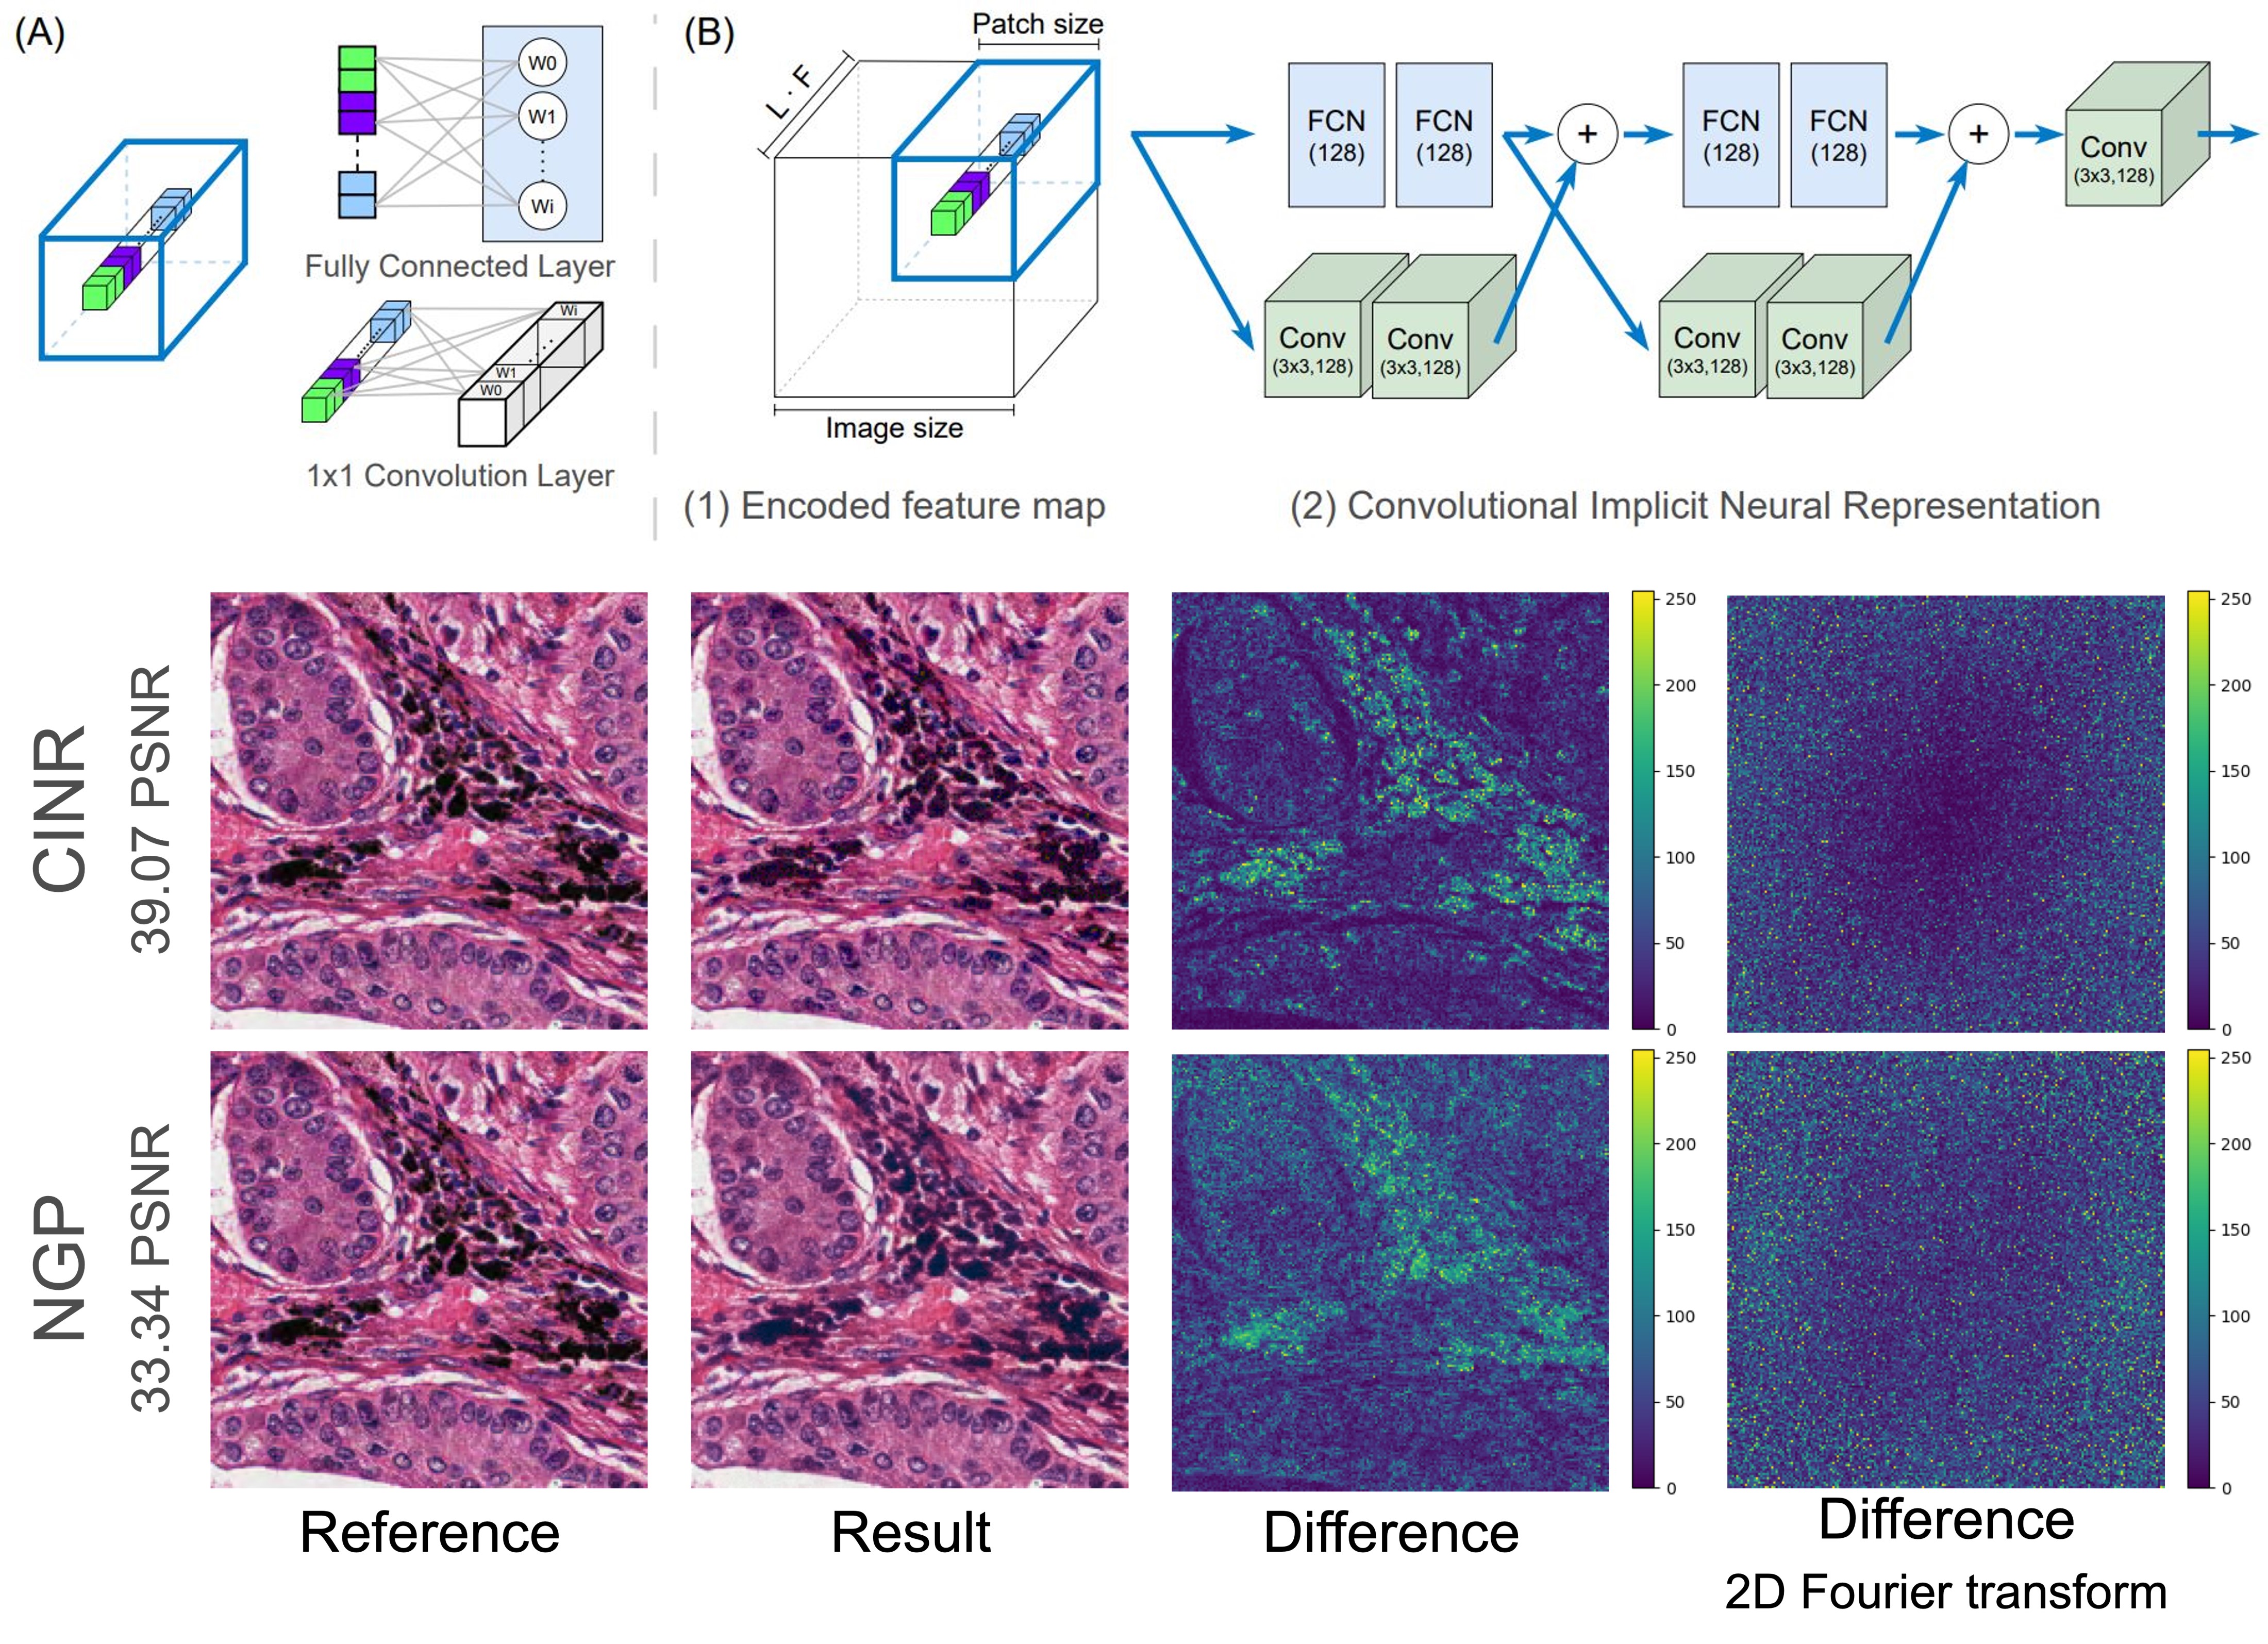 (A)
W0
W1
Wi
Fully Connected Layer
Wi
W1
W0
1x1 Convolution Layer
(B)
Patch size
L · F
Image size
(1) Encoded feature map
FCN
(128)
FCN
(128)
+
FCN
(128)
FCN
(128)
+
Conv
(3x3,128)
Conv
(3x3,128)
Conv
(3x3,128)
Conv
(3x3,128)
Conv
(3x3,128)
(2) Convolutional Implicit Neural Representation
CINR
39.07 PSNR
250
200
150
100
50
0
250
200
150
100
50
0
NGP
33.34 PSNR
250
200
150
100
50
0
250
200
150
100
50
0
Reference
Result
Difference
Difference
2D Fourier transform